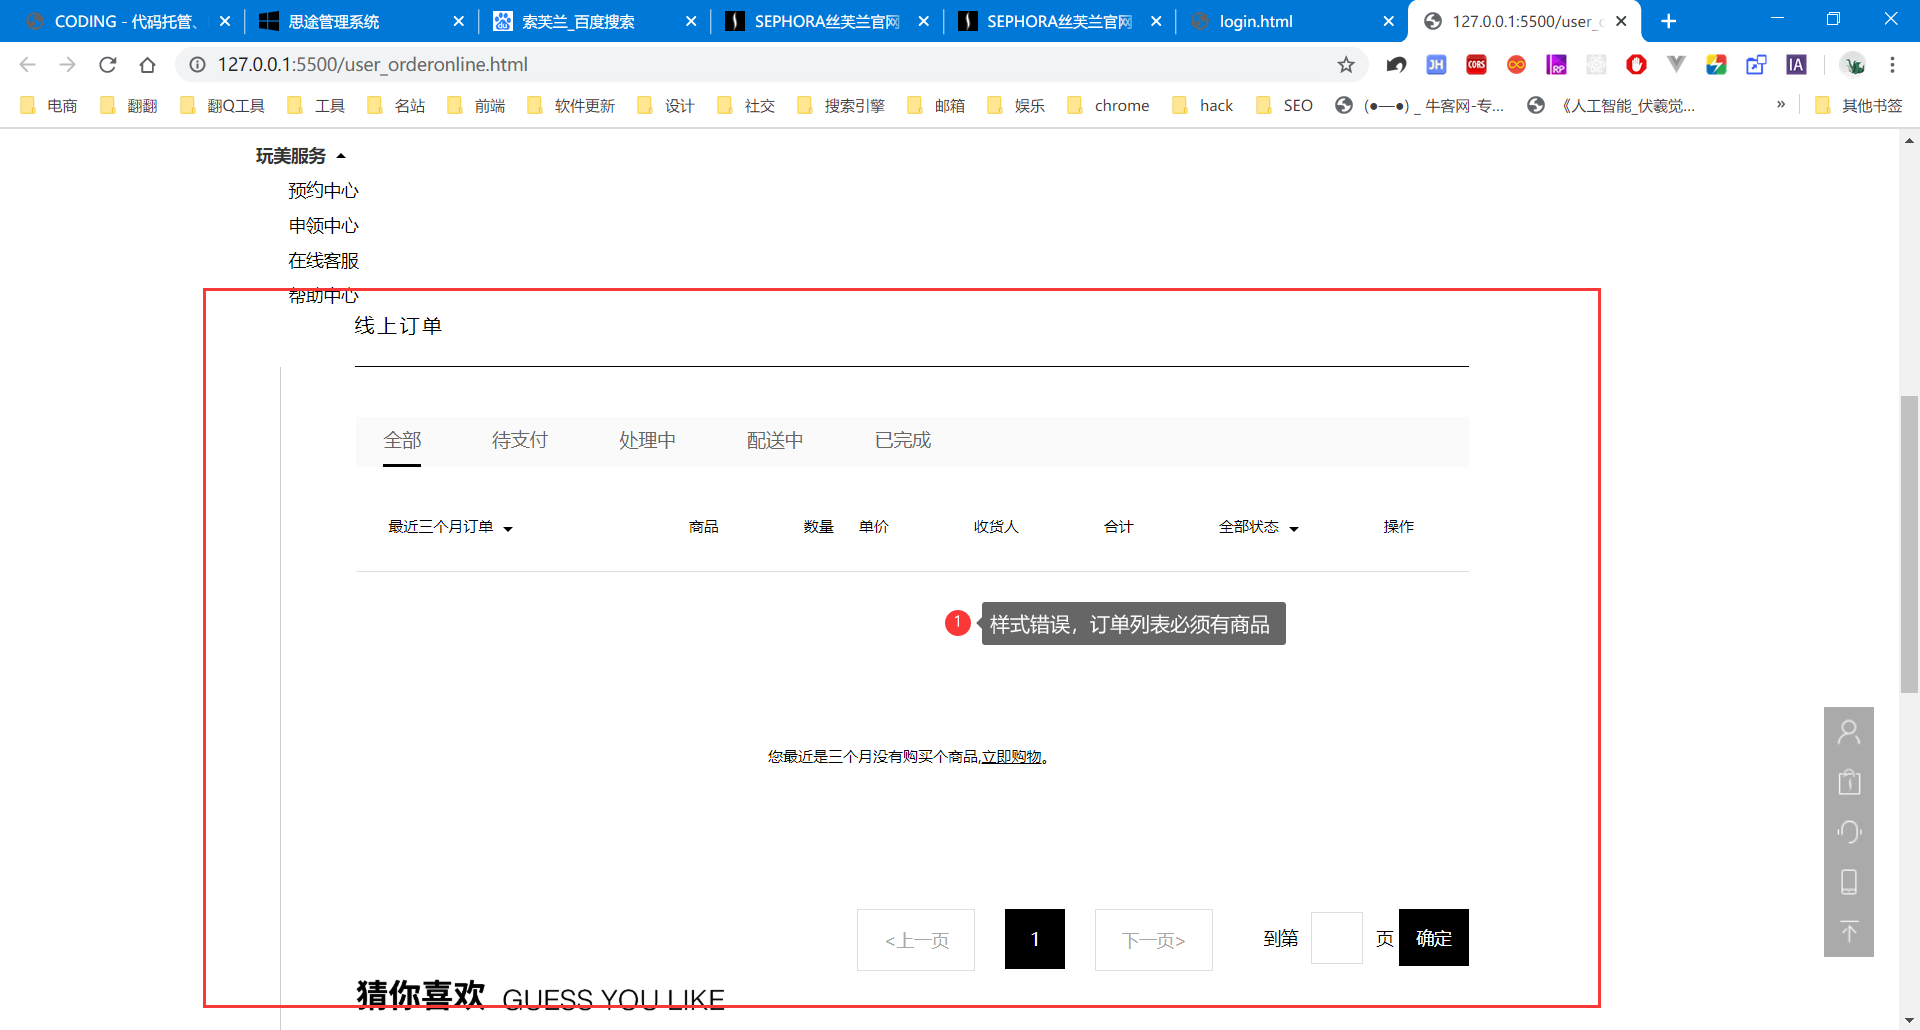 CODING - 代码托管、
思途管理系统
索芙兰_百度搜索
SEPHORA丝芙兰官网
SEPHORA丝芙兰官网
login.html
127.0.0.1:5500/user_o
127.0.0.1:5500/user_orderonline.html
电商
翻翻
翻Q工具
工具
名站
前端
软件更新
设计
社交
搜索引擎
邮箱
娱乐
chrome
hack
SEO
(●—●) _ 牛客网-专...
《人工智能_伏羲觉...
»
其他书签
玩美服务
预约中心
申领中心
在线客服
帮助中心
线上订单
全部 待支付 处理中 配送中 已完成
最近三个月订单 商品 数量 单价 收货人 合计 全部状态 操作
1 样式错误，订单列表必须有商品
您最近是三个月没有购买个商品,立即购物。
<上一页 1 下一页> 到第 页 确定
猜你喜欢 GUESS YOU LIKE